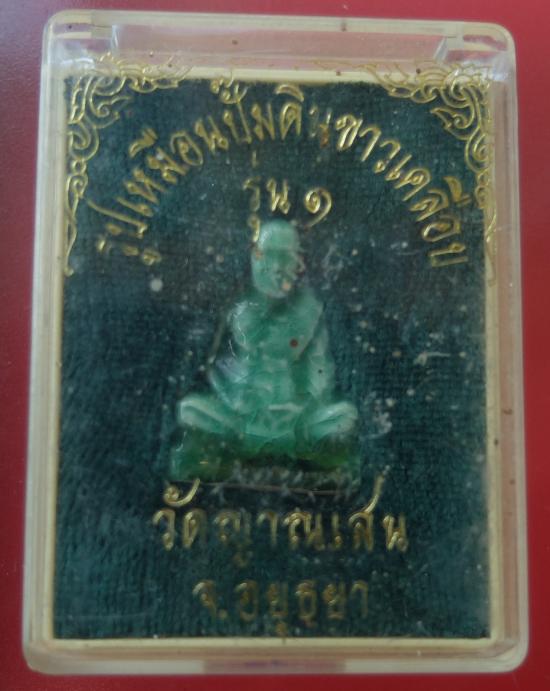 รูปเหมือนปั้มดินขาวเคลือบ
รุ่น ๑
วัดญาณเสน
จ.อยุธยา